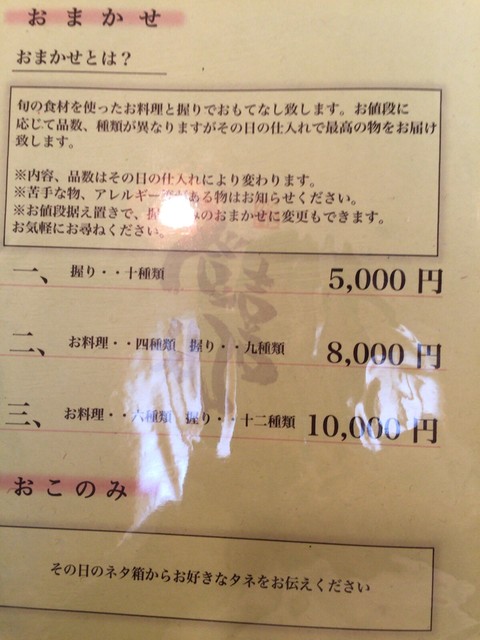 おまかせ
おまかせとは？
旬の食材を使ったお料理と握りでおもてなし致します。お値段に
応じて品数、種類が異なりますがその日の仕入れで最高の物をお届け
致します。
※内容、品数はその日の仕入れにより変わります。
※苦手な物、アレルギー ある物はお知らせください。
※お値段据え置きで、握 みのおまかせに変更もできます。
お気軽にお尋ねくださ
一、 握り・・十種類 5,000 円
二、 お料理・・四種類 握り・・九種類 8,000 円
三、 お料理・・六種類 握り・・十二種類 10,000 円
おこのみ
その日のネタ箱からお好きなタネをお伝えください